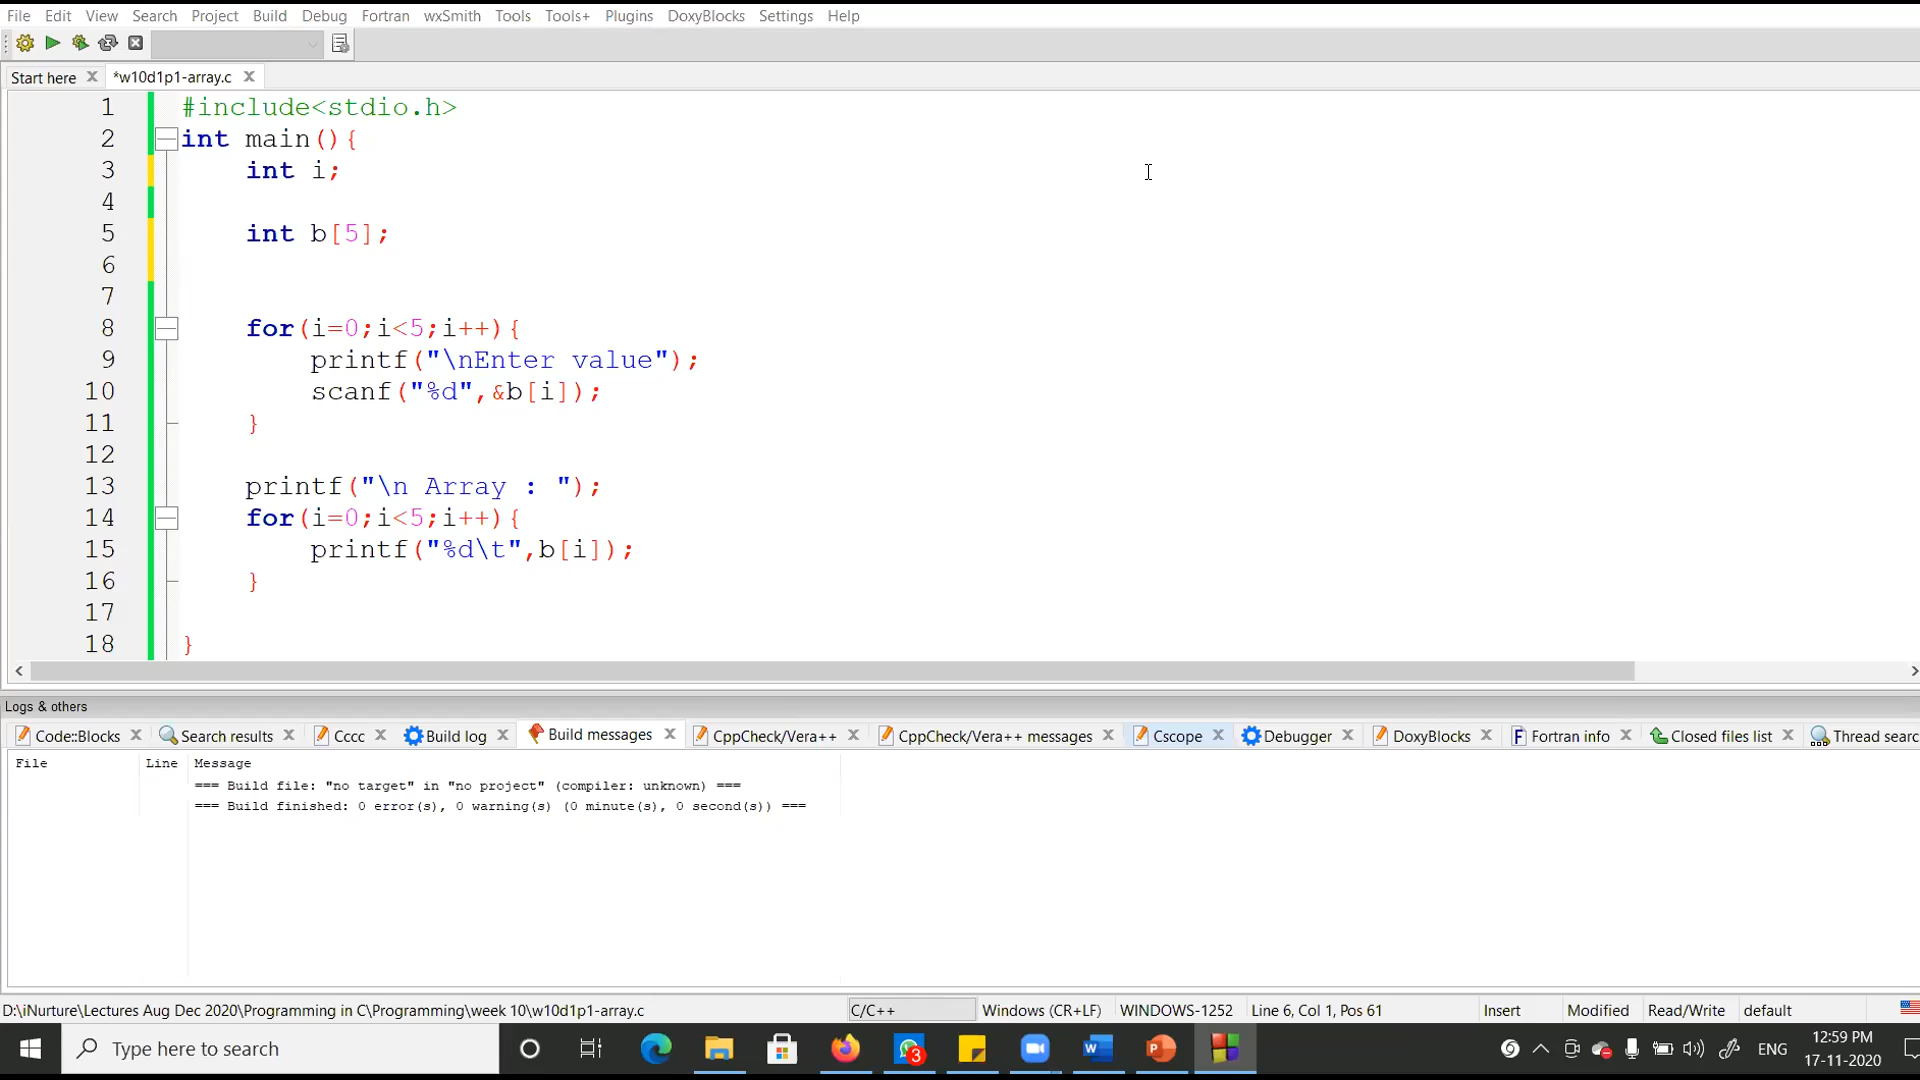 File Edit View Search Project Build Debug Fortran wxSmith Tools Tools+ Plugins DoxyBlocks Settings Help
Start here *w10d1p1-array.c
1 #include<stdio.h>
2 int main(){
3 int i;
4
5 int b[5];
6
7
8 for(i=0;i<5;i++){
9 printf("\nEnter value");
10 scanf("%d",&b[i]);
11 }
12
13 printf("\n Array : ");
14 for(i=0;i<5;i++){
15 printf("%d\t",b[i]);
16 }
17
18 }
Logs & others
Code::Blocks Search results Cccc Build log Build messages CppCheck/Vera++ CppCheck/Vera++ messages Cscope Debugger DoxyBlocks Fortran info Closed files list Thread searc
File Line Message
=== Build file: "no target" in "no project" (compiler: unknown) ===
=== Build finished: 0 error(s), 0 warning(s) (0 minute(s), 0 second(s)) ===
D:\iNurture\Lectures Aug Dec 2020\Programming in C\Programming\week 10\w10d1p1-array.c C/C++ Windows (CR+LF) WINDOWS-1252 Line 6, Col 1, Pos 61 Insert Modified Read/Write default
Type here to search 3 ENG 12:59 PM
17-11-2020